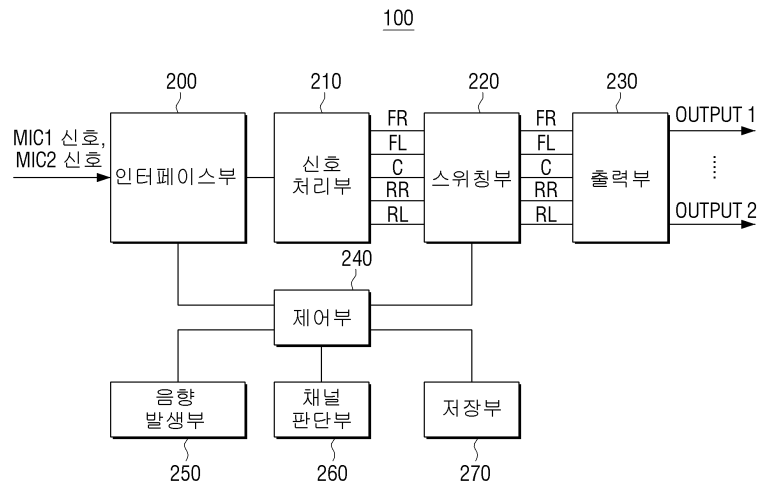 100
200
210
220
230
MIC1 신호,
MIC2 신호
인터페이스부
신호
처리부
FR
FL
C
RR
RL
스위칭부
FR
FL
C
RR
RL
출력부
OUTPUT 1
OUTPUT 2
240
제어부
음향
발생부
채널
판단부
저장부
250
260
270